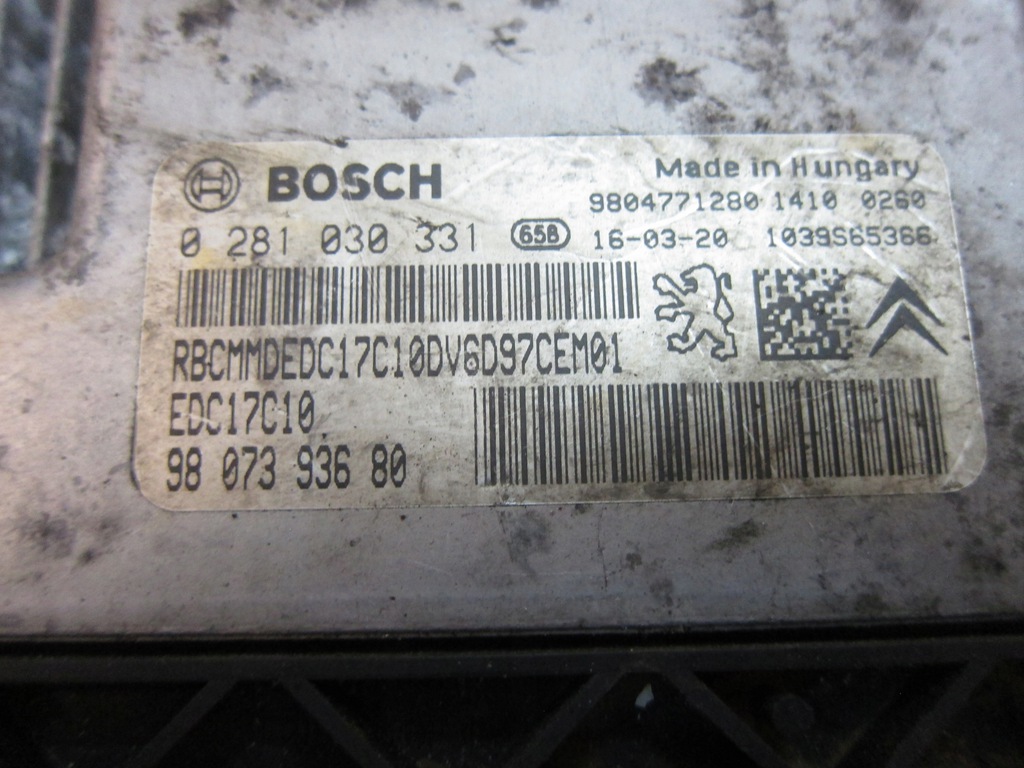 BOSCH
Made in Hungary
9804771280 1410 0260
0 281 030 331 65B 16-03-20 1039S65366
RBCMMDEDC17C10DV6D97CEM01
EDC17C10
98 073 936 80